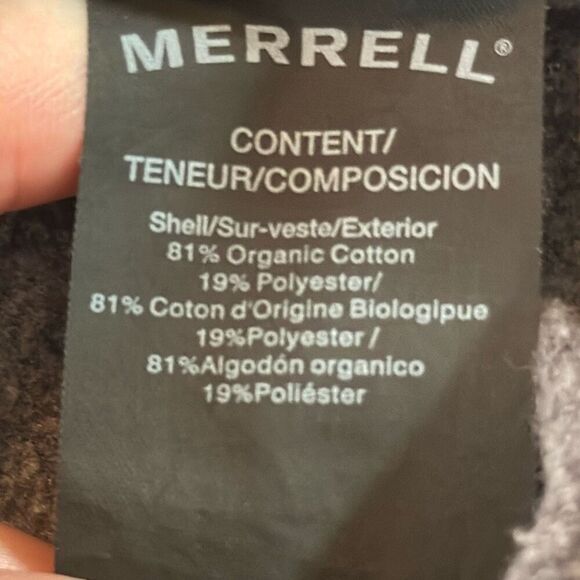 MERRELL®
CONTENT/
TENEUR/COMPOSICION
Shell/Sur-veste/Exterior
81% Organic Cotton
19% Polyester/
81% Coton d'Origine Biologipue
19%Polyester /
81%Algodón organico
19%Poliéster